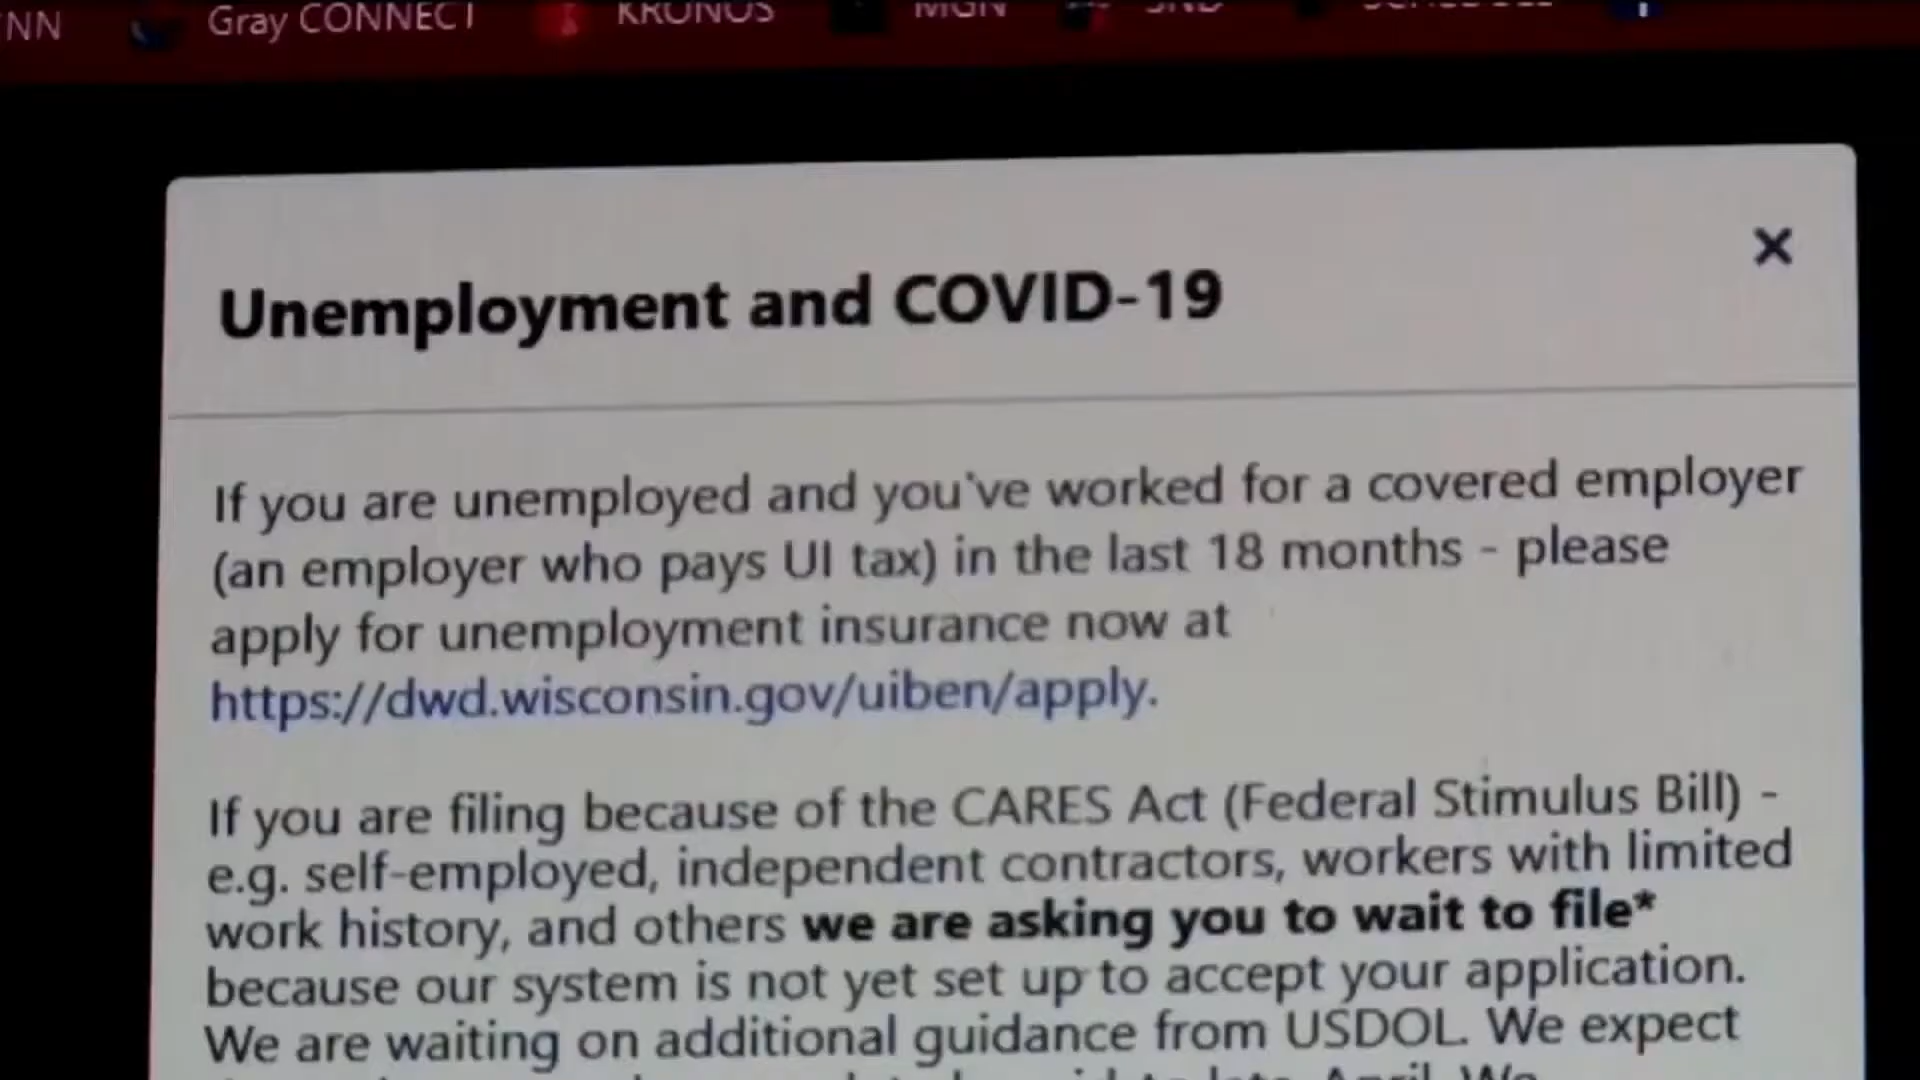 NN Gray CONNECT KRONOS MGN
Unemployment and COVID-19
×
If you are unemployed and you've worked for a covered employer
(an employer who pays UI tax) in the last 18 months - please
apply for unemployment insurance now at
https://dwd.wisconsin.gov/uiben/apply.
If you are filing because of the CARES Act (Federal Stimulus Bill) -
e.g. self-employed, independent contractors, workers with limited
work history, and others we are asking you to wait to file*
because our system is not yet set up to accept your application.
We are waiting on additional guidance from USDOL. We expect
April. We